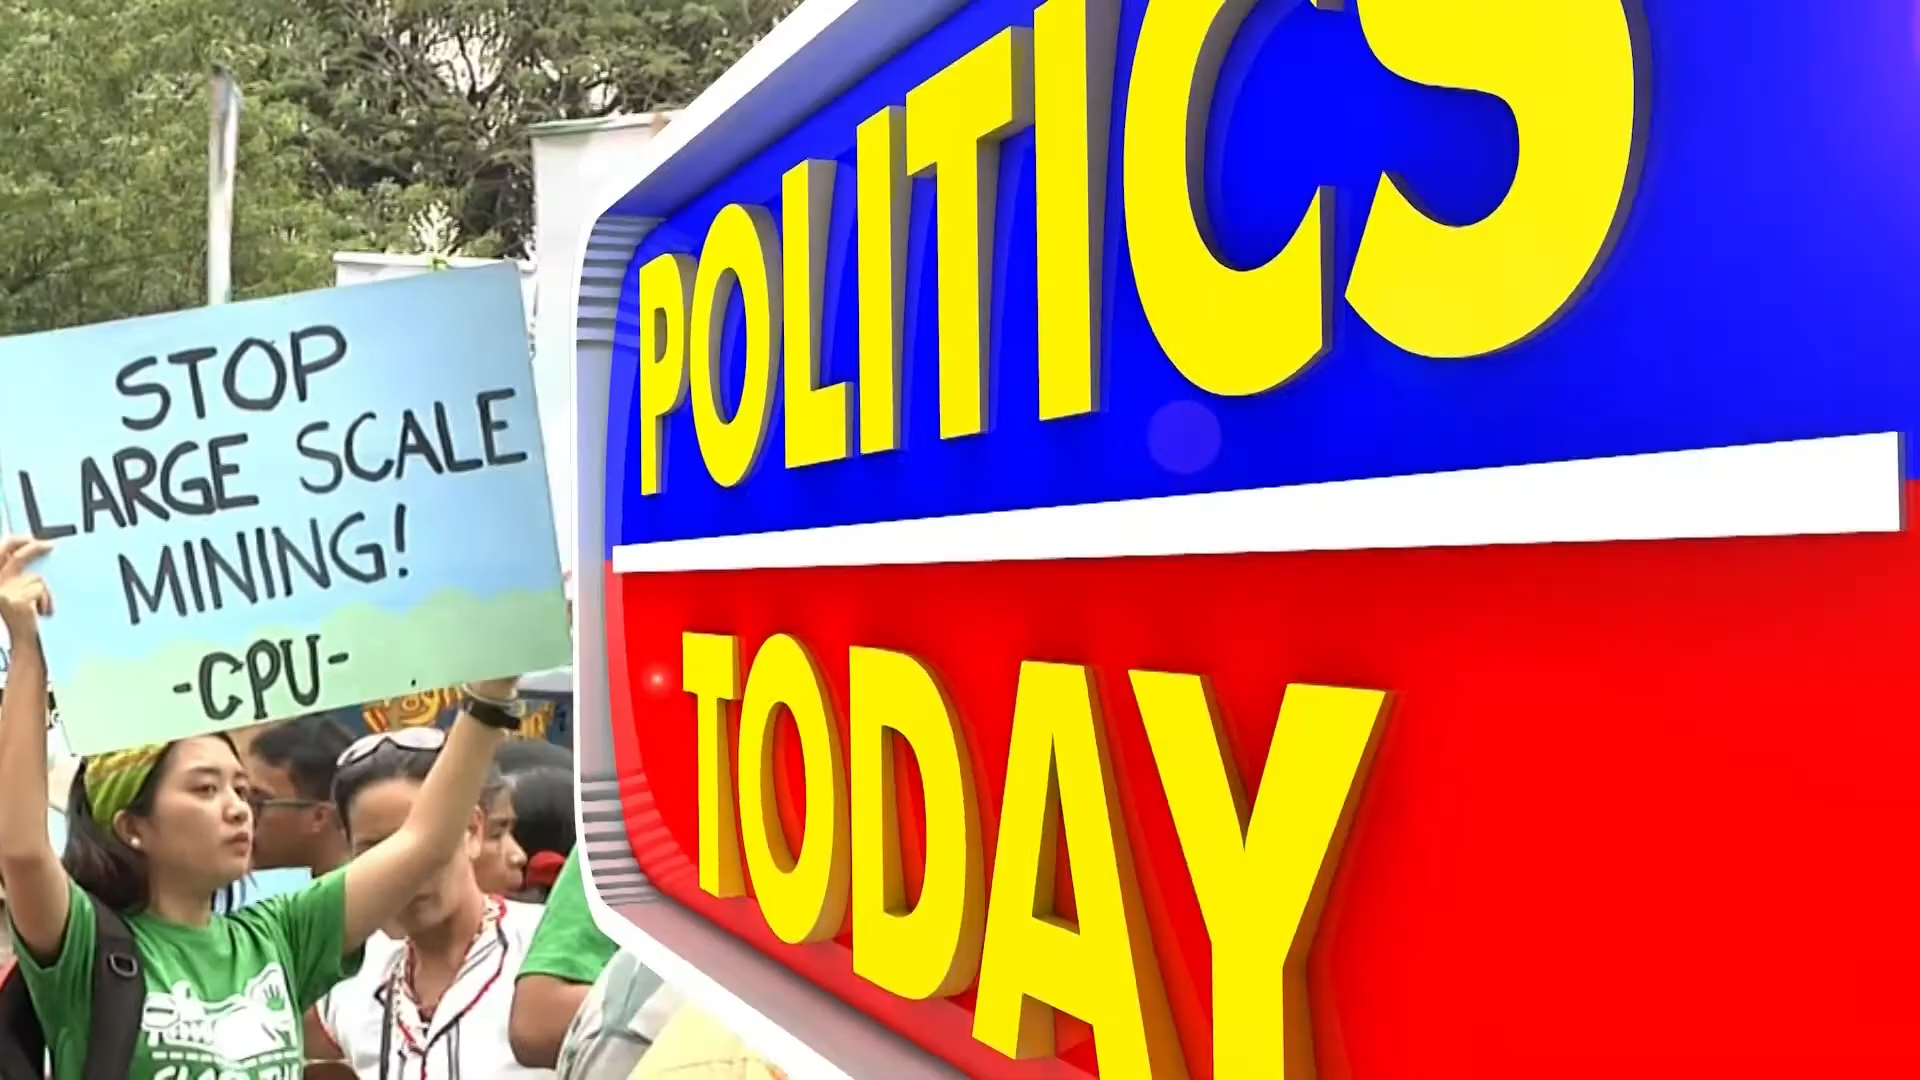 STOP
LARGE SCALE
MINING!
-CPU-
POLITICS
TODAY